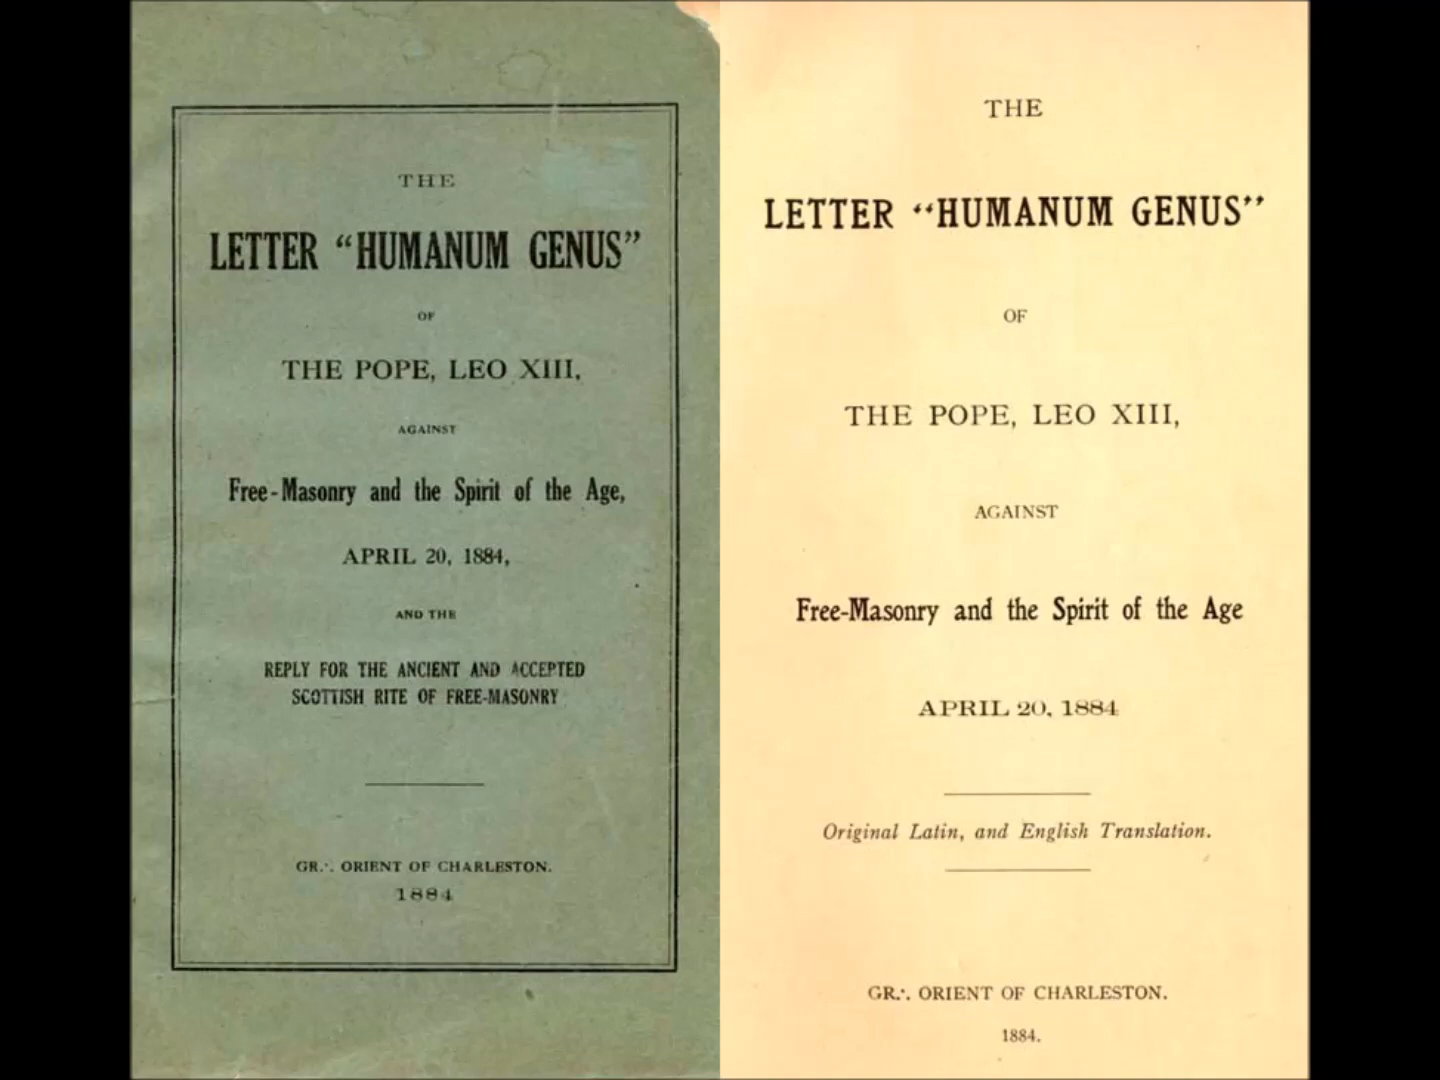 THE
LETTER “HUMANUM GENUS”
OF
THE POPE, LEO XIII,
AGAINST
Free-Masonry and the Spirit of the Age,
APRIL 20, 1884,
AND THE
REPLY FOR THE ANCIENT AND ACCEPTED
SCOTTISH RITE OF FREE-MASONRY
GR∴ ORIENT OF CHARLESTON.
1884
THE
LETTER “HUMANUM GENUS”
OF
THE POPE, LEO XIII,
AGAINST
Free-Masonry and the Spirit of the Age
APRIL 20, 1884
Original Latin, and English Translation.
GR∴ ORIENT OF CHARLESTON.
1884.